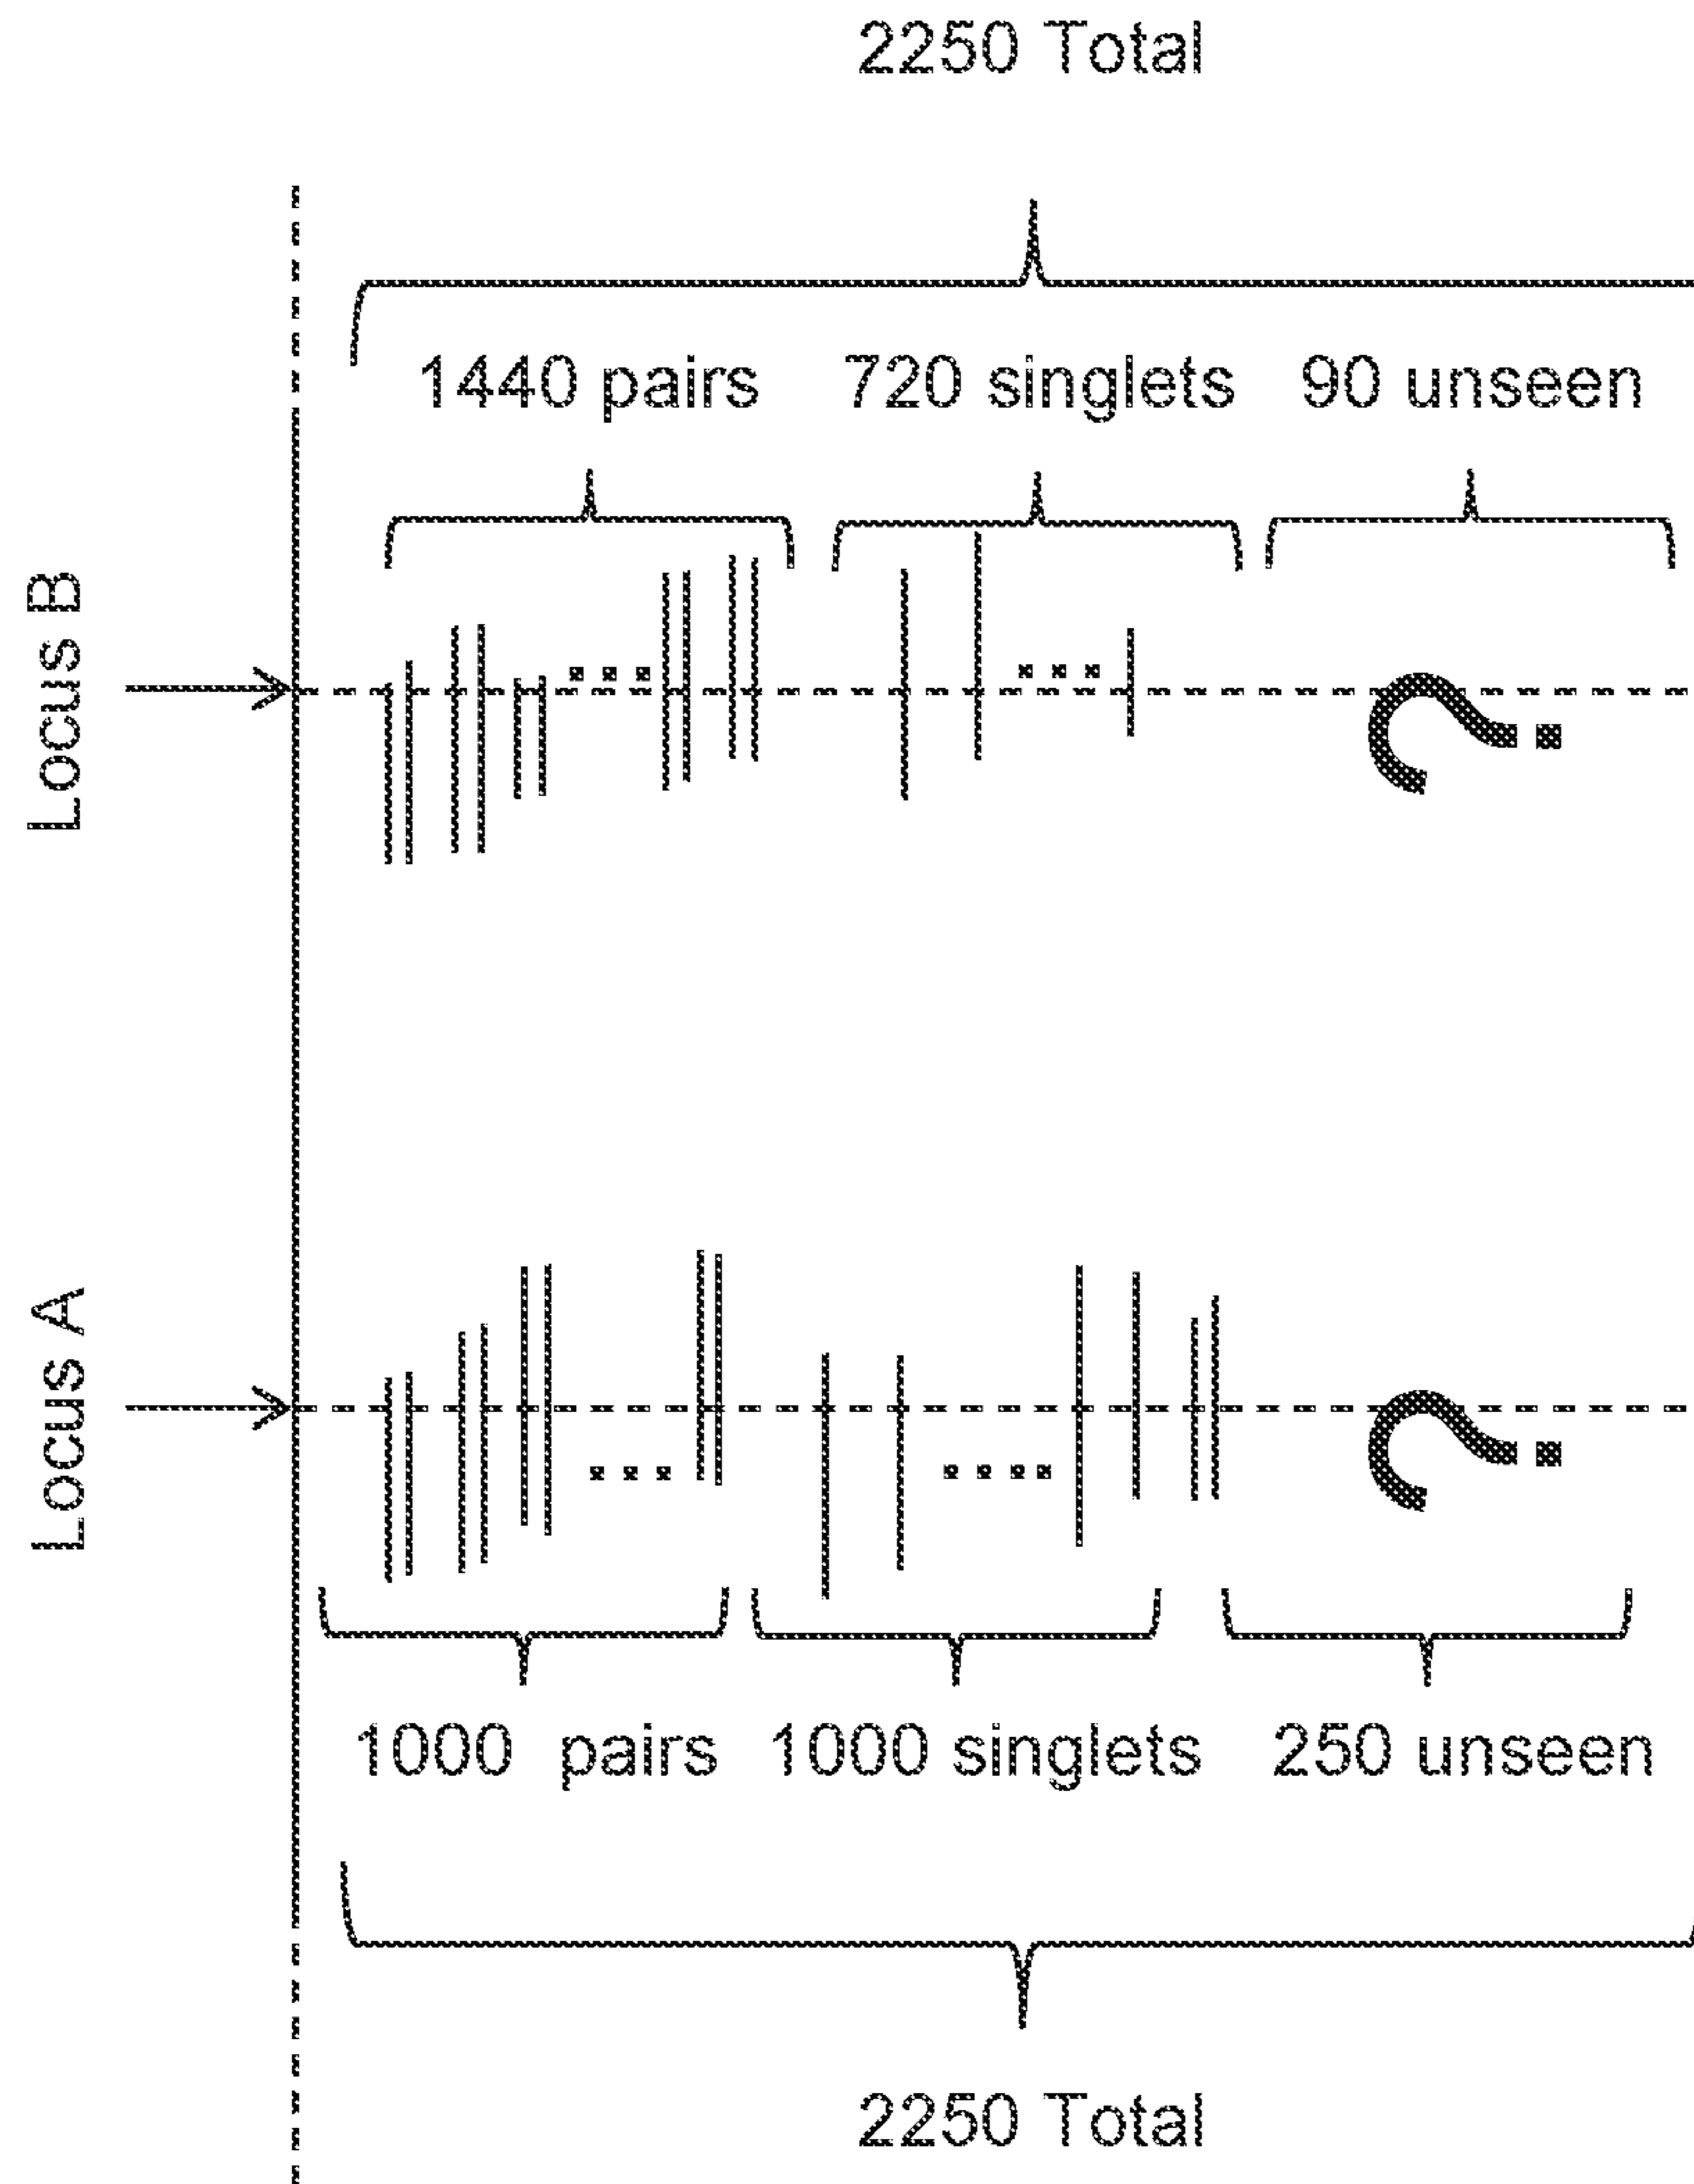 2250 Total
1440 pairs 720 singlets 90 unseen
Locus B
?
Locus A
?
1000 pairs 1000 singlets 250 unseen
2250 Total